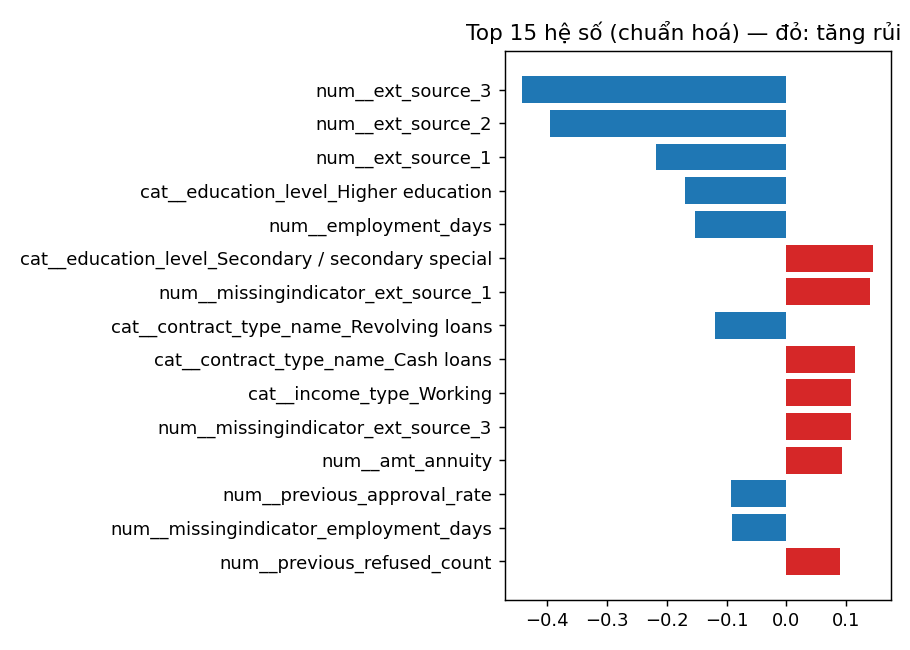 Top 15 hệ số (chuẩn hoá) — đỏ: tăng rủi
num__ext_source_3
num__ext_source_2
num__ext_source_1
cat__education_level_Higher education
num__employment_days
cat__education_level_Secondary / secondary special
num__missingindicator_ext_source_1
cat__contract_type_name_Revolving loans
cat__contract_type_name_Cash loans
cat__income_type_Working
num__missingindicator_ext_source_3
num__amt_annuity
num__previous_approval_rate
num__missingindicator_employment_days
num__previous_refused_count
−0.4 −0.3 −0.2 −0.1 0.0 0.1